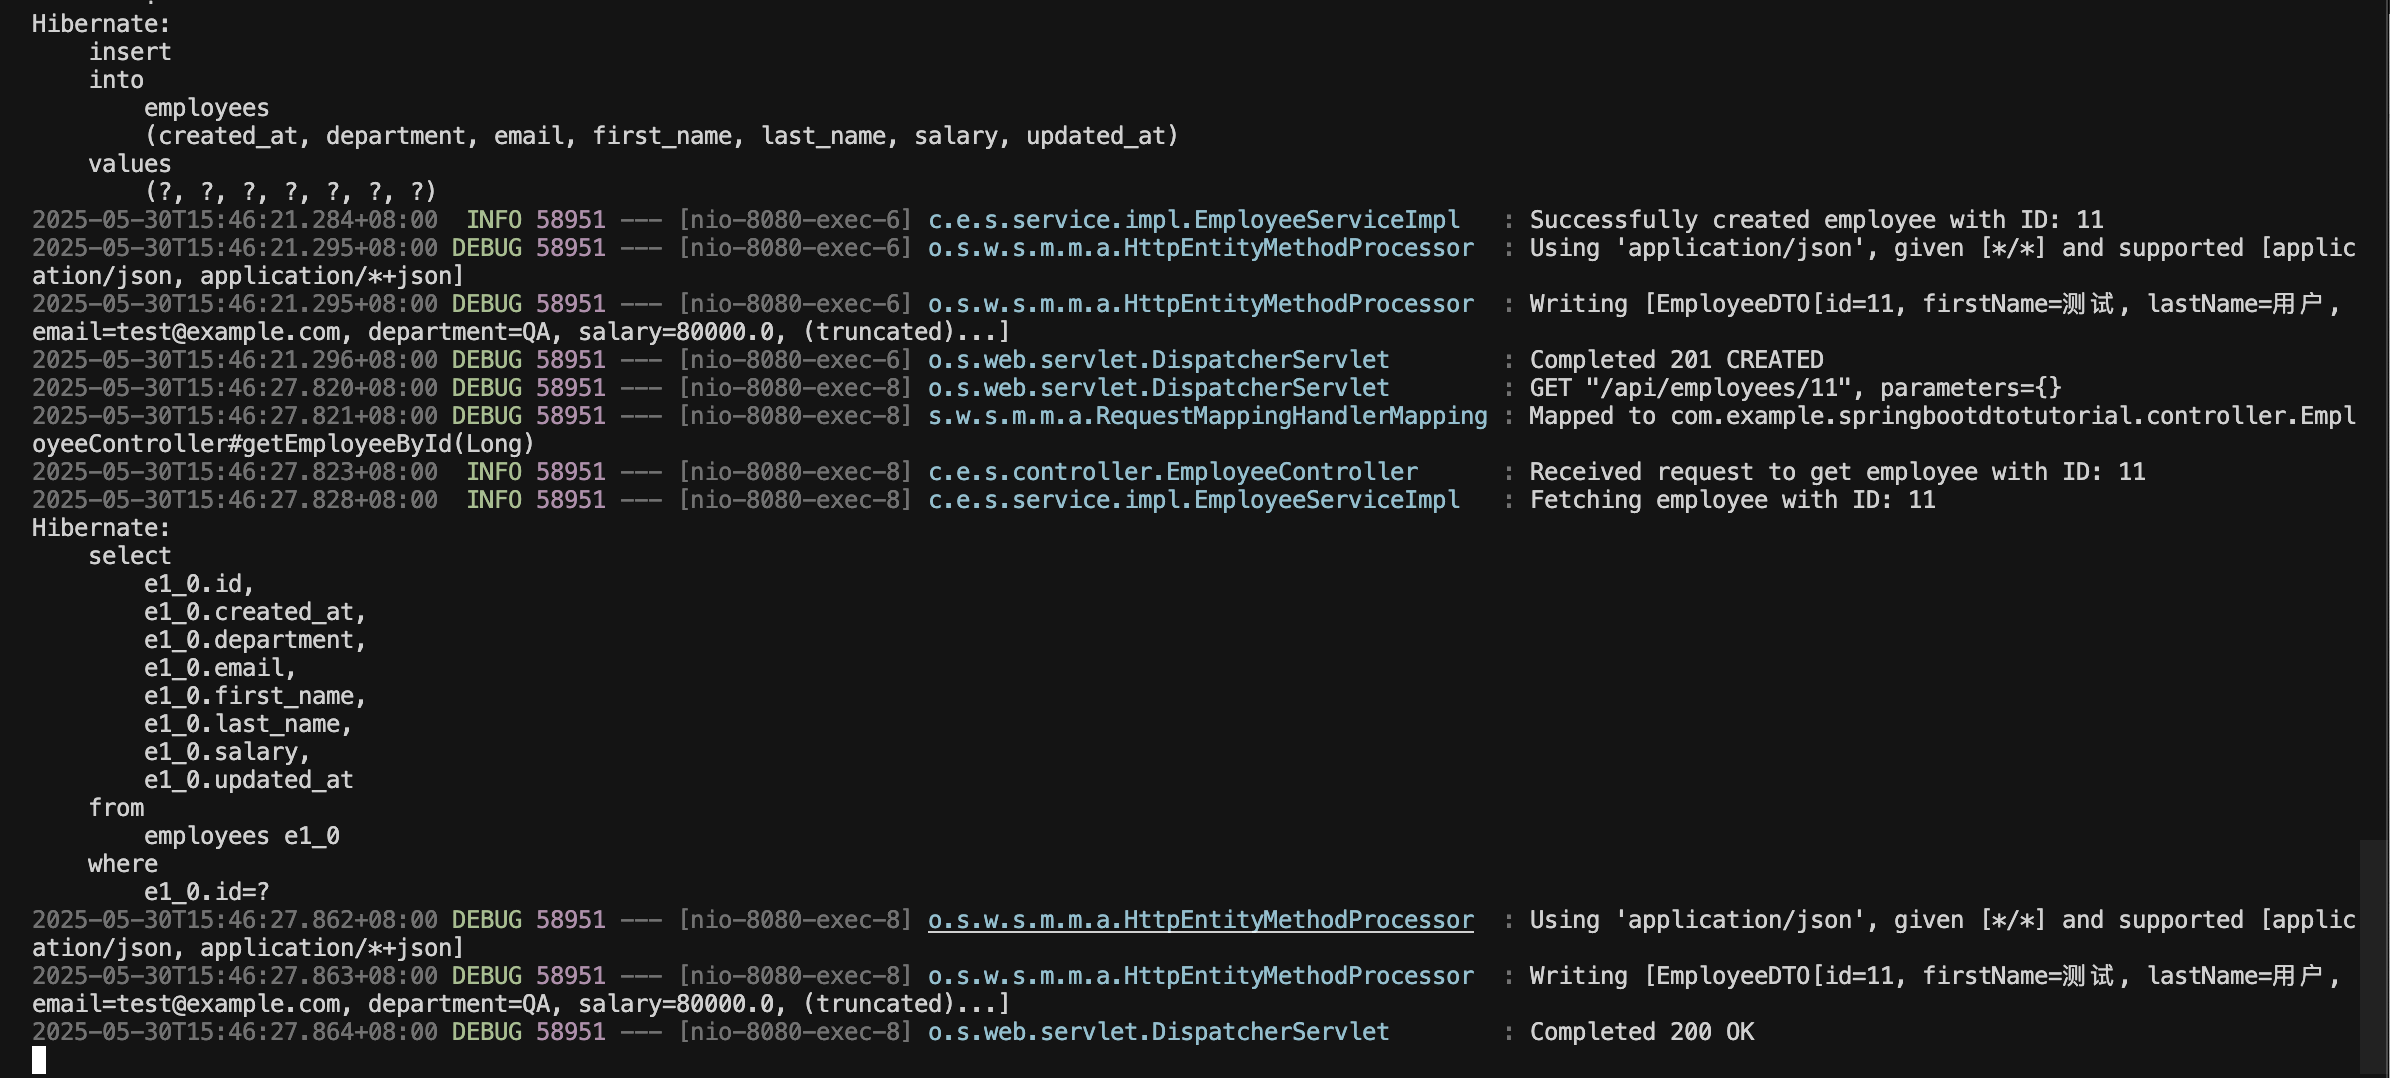 Hibernate:
    insert
    into
        employees
        (created_at, department, email, first_name, last_name, salary, updated_at)
    values
        (?, ?, ?, ?, ?, ?, ?)
2025-05-30T15:46:21.284+08:00  INFO 58951 --- [nio-8080-exec-6] c.e.s.service.impl.EmployeeServiceImpl   : Successfully created employee with ID: 11
2025-05-30T15:46:21.295+08:00 DEBUG 58951 --- [nio-8080-exec-6] o.s.w.s.m.m.a.HttpEntityMethodProcessor  : Using 'application/json', given [*/*] and supported [applic
ation/json, application/*+json]
2025-05-30T15:46:21.295+08:00 DEBUG 58951 --- [nio-8080-exec-6] o.s.w.s.m.m.a.HttpEntityMethodProcessor  : Writing [EmployeeDTO[id=11, firstName=测试, lastName=用户,
email=test@example.com, department=QA, salary=80000.0, (truncated)...]
2025-05-30T15:46:21.296+08:00 DEBUG 58951 --- [nio-8080-exec-6] o.s.web.servlet.DispatcherServlet        : Completed 201 CREATED
2025-05-30T15:46:27.820+08:00 DEBUG 58951 --- [nio-8080-exec-8] o.s.web.servlet.DispatcherServlet        : GET "/api/employees/11", parameters={}
2025-05-30T15:46:27.821+08:00 DEBUG 58951 --- [nio-8080-exec-8] s.w.s.m.m.a.RequestMappingHandlerMapping : Mapped to com.example.springbootdtotutorial.controller.Empl
oyeeController#getEmployeeById(Long)
2025-05-30T15:46:27.823+08:00  INFO 58951 --- [nio-8080-exec-8] c.e.s.controller.EmployeeController      : Received request to get employee with ID: 11
2025-05-30T15:46:27.828+08:00  INFO 58951 --- [nio-8080-exec-8] c.e.s.service.impl.EmployeeServiceImpl   : Fetching employee with ID: 11
Hibernate:
    select
        e1_0.id,
        e1_0.created_at,
        e1_0.department,
        e1_0.email,
        e1_0.first_name,
        e1_0.last_name,
        e1_0.salary,
        e1_0.updated_at
    from
        employees e1_0
    where
        e1_0.id=?
2025-05-30T15:46:27.862+08:00 DEBUG 58951 --- [nio-8080-exec-8] o.s.w.s.m.m.a.HttpEntityMethodProcessor  : Using 'application/json', given [*/*] and supported [applic
ation/json, application/*+json]
2025-05-30T15:46:27.863+08:00 DEBUG 58951 --- [nio-8080-exec-8] o.s.w.s.m.m.a.HttpEntityMethodProcessor  : Writing [EmployeeDTO[id=11, firstName=测试, lastName=用户,
email=test@example.com, department=QA, salary=80000.0, (truncated)...]
2025-05-30T15:46:27.864+08:00 DEBUG 58951 --- [nio-8080-exec-8] o.s.web.servlet.DispatcherServlet        : Completed 200 OK